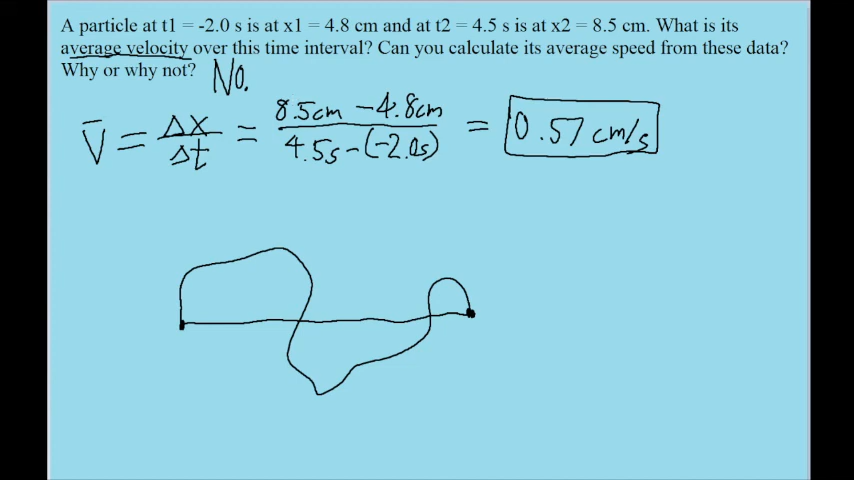 A particle at t1 = -2.0 s is at x1 = 4.8 cm and at t2 = 4.5 s is at x2 = 8.5 cm. What is its
average velocity over this time interval? Can you calculate its average speed from these data?
Why or why not? No.
V̄ = Δx/Δt = 8.5cm - 4.8cm / 4.5s - (-2.0s) = 0.57 cm/s